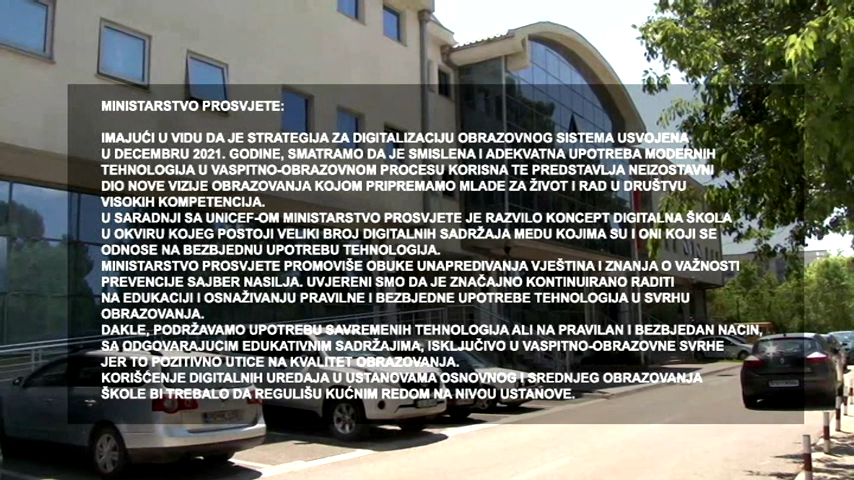 MINISTARSTVO PROSVJETE:
IMAJUĆI U VIDU DA JE STRATEGIJA ZA DIGITALIZACIJU OBRAZOVNOG SISTEMA USVOJENA
U DECEMBRU 2021. GODINE, SMATRAMO DA JE SMISLENA I ADEKVATNA UPOTREBA MODERNIH
TEHNOLOGIJA U VASPITNO-OBRAZOVNOM PROCESU KORISNA TE PREDSTAVLJA NEIZOSTAVNI
DIO NOVE VIZIJE OBRAZOVANJA KOJOM PRIPREMAMO MLADE ZA ŽIVOT I RAD U DRUŠTVU
VISOKIH KOMPETENCIJA.
U SARADNJI SA UNICEF-OM MINISTARSTVO PROSVJETE JE RAZVILO KONCEPT DIGITALNA ŠKOLA
U OKVIRU KOJEG POSTOJI VELIKI BROJ DIGITALNIH SADRŽAJA MEDU KOJIMA SU I ONI KOJI SE
ODNOSE NA BEZBJEDNU UPOTREBU TEHNOLOGIJA.
MINISTARSTVO PROSVJETE PROMOVIŠE OBUKE UNAPREDIVANJA VJEŠTINA I ZNANJA O VAŽNOSTI
PREVENCIJE SAJBER NASILJA. UVJERENI SMO DA JE ZNAČAJNO KONTINUIRANO RADITI
NA EDUKACIJI I OSNAŽIVANJU PRAVILNE I BEZBJEDNE UPOTREBE TEHNOLOGIJA U SVRHU
OBRAZOVANJA.
DAKLE, PODRŽAVAMO UPOTREBU SAVREMENIH TEHNOLOGIJA ALI NA PRAVILAN I BEZBJEDAN NACIN,
SA ODGOVARAJUCIM EDUKATIVNIM SADRŽAJIMA, ISKLJUČIVO U VASPITNO-OBRAZOVNE SVRHE
JER TO POZITIVNO UTICE NA KVALITET OBRAZOVANJA.
KORIŠĆENJE DIGITALNIH UREDAJA U USTANOVAMA OSNOVNOG I SREDNJEG OBRAZOVANJA
ŠKOLE BI TREBALO DA REGULIŠU KUĆNIM REDOM NA NIVOU USTANOVE.